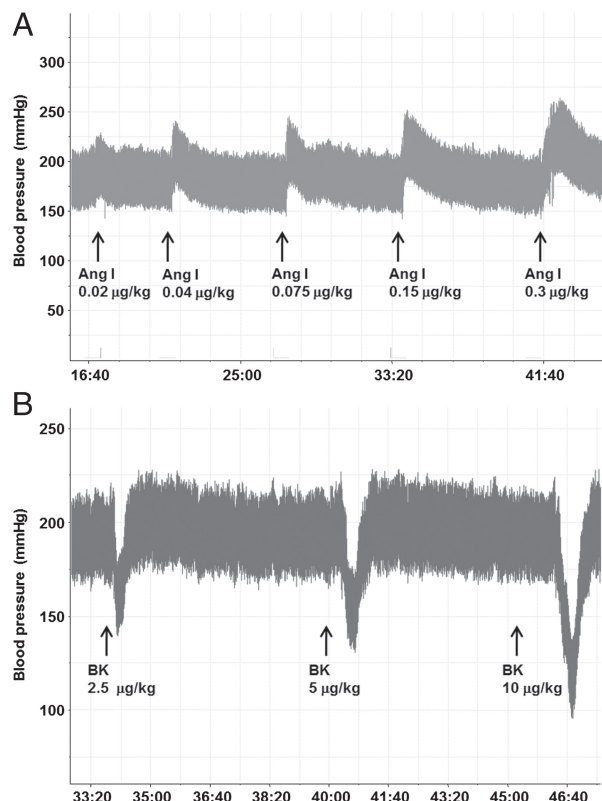 A
Blood pressure (mmHg)
300
250
200
150
100
50
Ang I
0.02 µg/kg
Ang I
0.04 µg/kg
Ang I
0.075 µg/kg
Ang I
0.15 µg/kg
Ang I
0.3 µg/kg
16:40 25:00 33:20 41:40
B
Blood pressure (mmHg)
250
200
150
100
BK
2.5 µg/kg
BK
5 µg/kg
BK
10 µg/kg
33:20 35:00 36:40 38:20 40:00 41:40 43:20 45:00 46:40